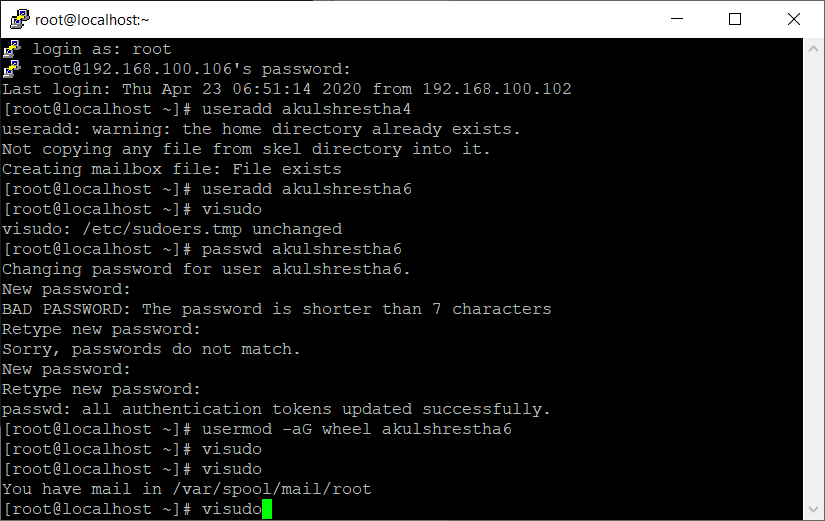 root@localhost:~
login as: root
root@192.168.100.106's password:
Last login: Thu Apr 23 06:51:14 2020 from 192.168.100.102
[root@localhost ~]# useradd akulshrestha4
useradd: warning: the home directory already exists.
Not copying any file from skel directory into it.
Creating mailbox file: File exists
[root@localhost ~]# useradd akulshrestha6
[root@localhost ~]# visudo
visudo: /etc/sudoers.tmp unchanged
[root@localhost ~]# passwd akulshrestha6
Changing password for user akulshrestha6.
New password:
BAD PASSWORD: The password is shorter than 7 characters
Retype new password:
Sorry, passwords do not match.
New password:
Retype new password:
passwd: all authentication tokens updated successfully.
[root@localhost ~]# usermod -aG wheel akulshrestha6
[root@localhost ~]# visudo
[root@localhost ~]# visudo
You have mail in /var/spool/mail/root
[root@localhost ~]# visudo